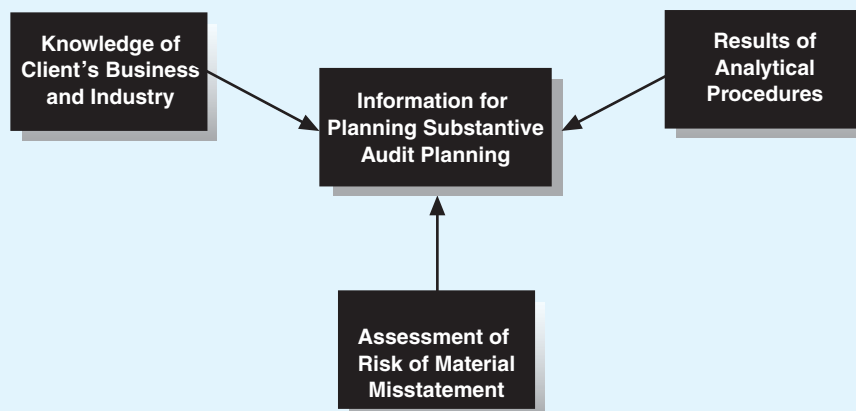 Knowledge of
Client’s Business
and Industry
Information for
Planning Substantive
Audit Planning
Results of
Analytical
Procedures
Assessment of
Risk of Material
Misstatement